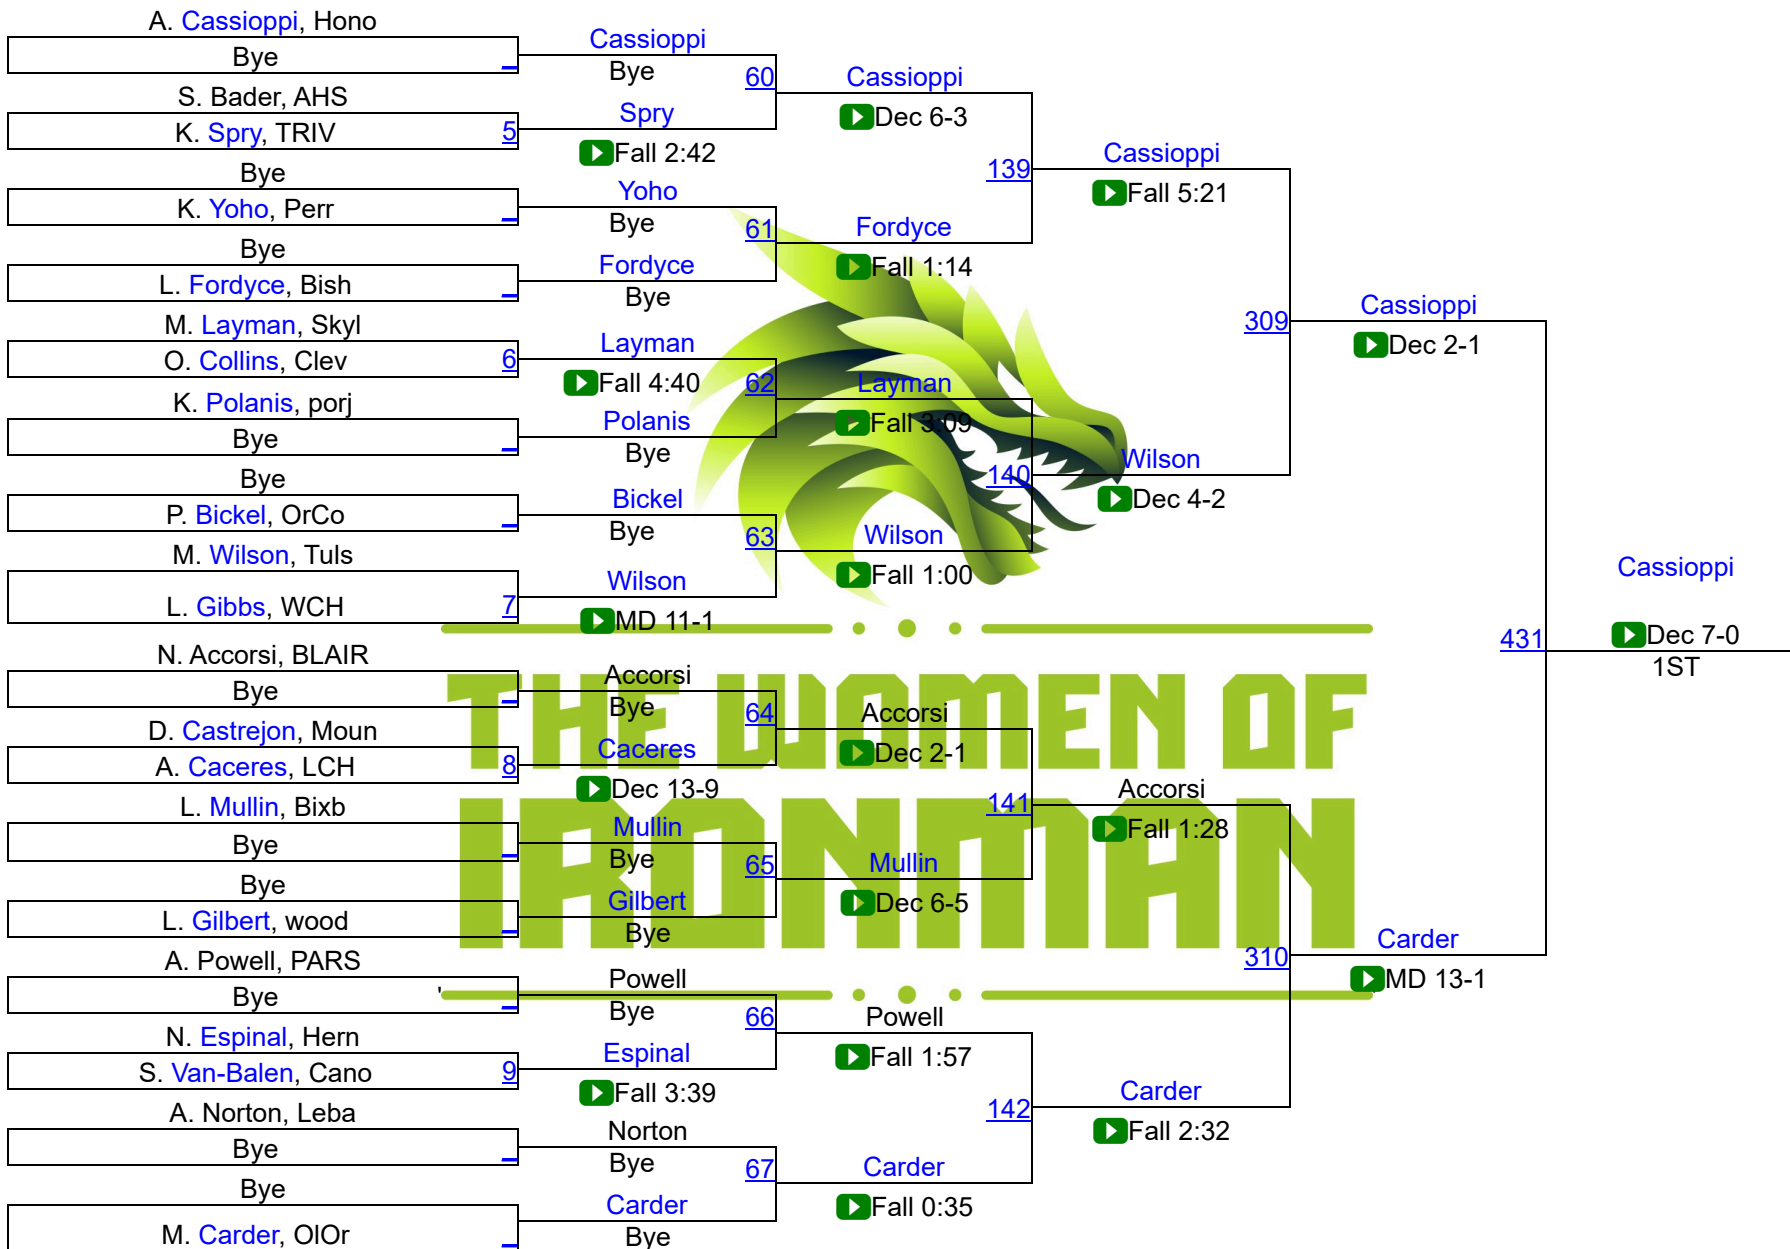 A. Cassioppi, Hono
Bye
S. Bader, AHS
K. Spry, TRIV
5
Bye
K. Yoho, Perr
Bye
L. Fordyce, Bish
M. Layman, Skyl
O. Collins, Clev
6
K. Polanis, porj
Bye
Bye
P. Bickel, OrCo
M. Wilson, Tuls
L. Gibbs, WCH
7
N. Accorsi, BLAIR
Bye
D. Castrejon, Moun
A. Caceres, LCH
8
L. Mullin, Bixb
Bye
Bye
L. Gilbert, wood
A. Powell, PARS
Bye
N. Espinal, Hern
S. Van-Balen, Cano
9
A. Norton, Leba
Bye
Bye
M. Carder, OlOr
Cassioppi
Bye
60
Spry
Fall 2:42
Yoho
Bye
61
Fordyce
Bye
Layman
Fall 4:40
62
Polanis
Bye
Bickel
Bye
63
Wilson
MD 11-1
Accorsi
Bye
64
Caceres
Dec 13-9
Mullin
Bye
65
Gilbert
Bye
Powell
Bye
66
Espinal
Fall 3:39
Norton
Bye
67
Carder
Bye
Cassioppi
Dec 6-3
139
Fordyce
Fall 1:14
Layman
Fall 3:09
140
Wilson
Fall 1:00
Accorsi
Dec 2-1
141
Mullin
Dec 6-5
Powell
Fall 1:57
142
Carder
Fall 0:35
Cassioppi
Fall 5:21
309
Wilson
Dec 4-2
Accorsi
Fall 1:28
310
Carder
Fall 2:32
Cassioppi
Dec 2-1
431
Carder
MD 13-1
Cassioppi
Dec 7-0
1ST
THE WOMEN OF
IRONMAN